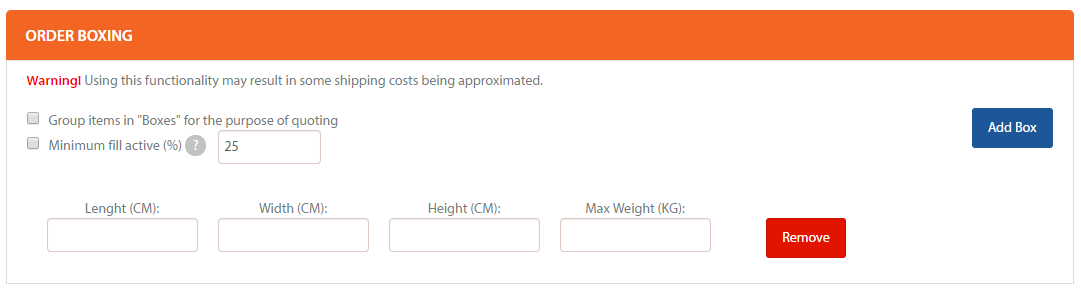 ORDER BOXING
Warning! Using this functionality may result in some shipping costs being approximated.
Group items in "Boxes" for the purpose of quoting
Add Box
Minimum fill active (%) ? 25
Lenght (CM): Width (CM): Height (CM): Max Weight (KG):
Remove